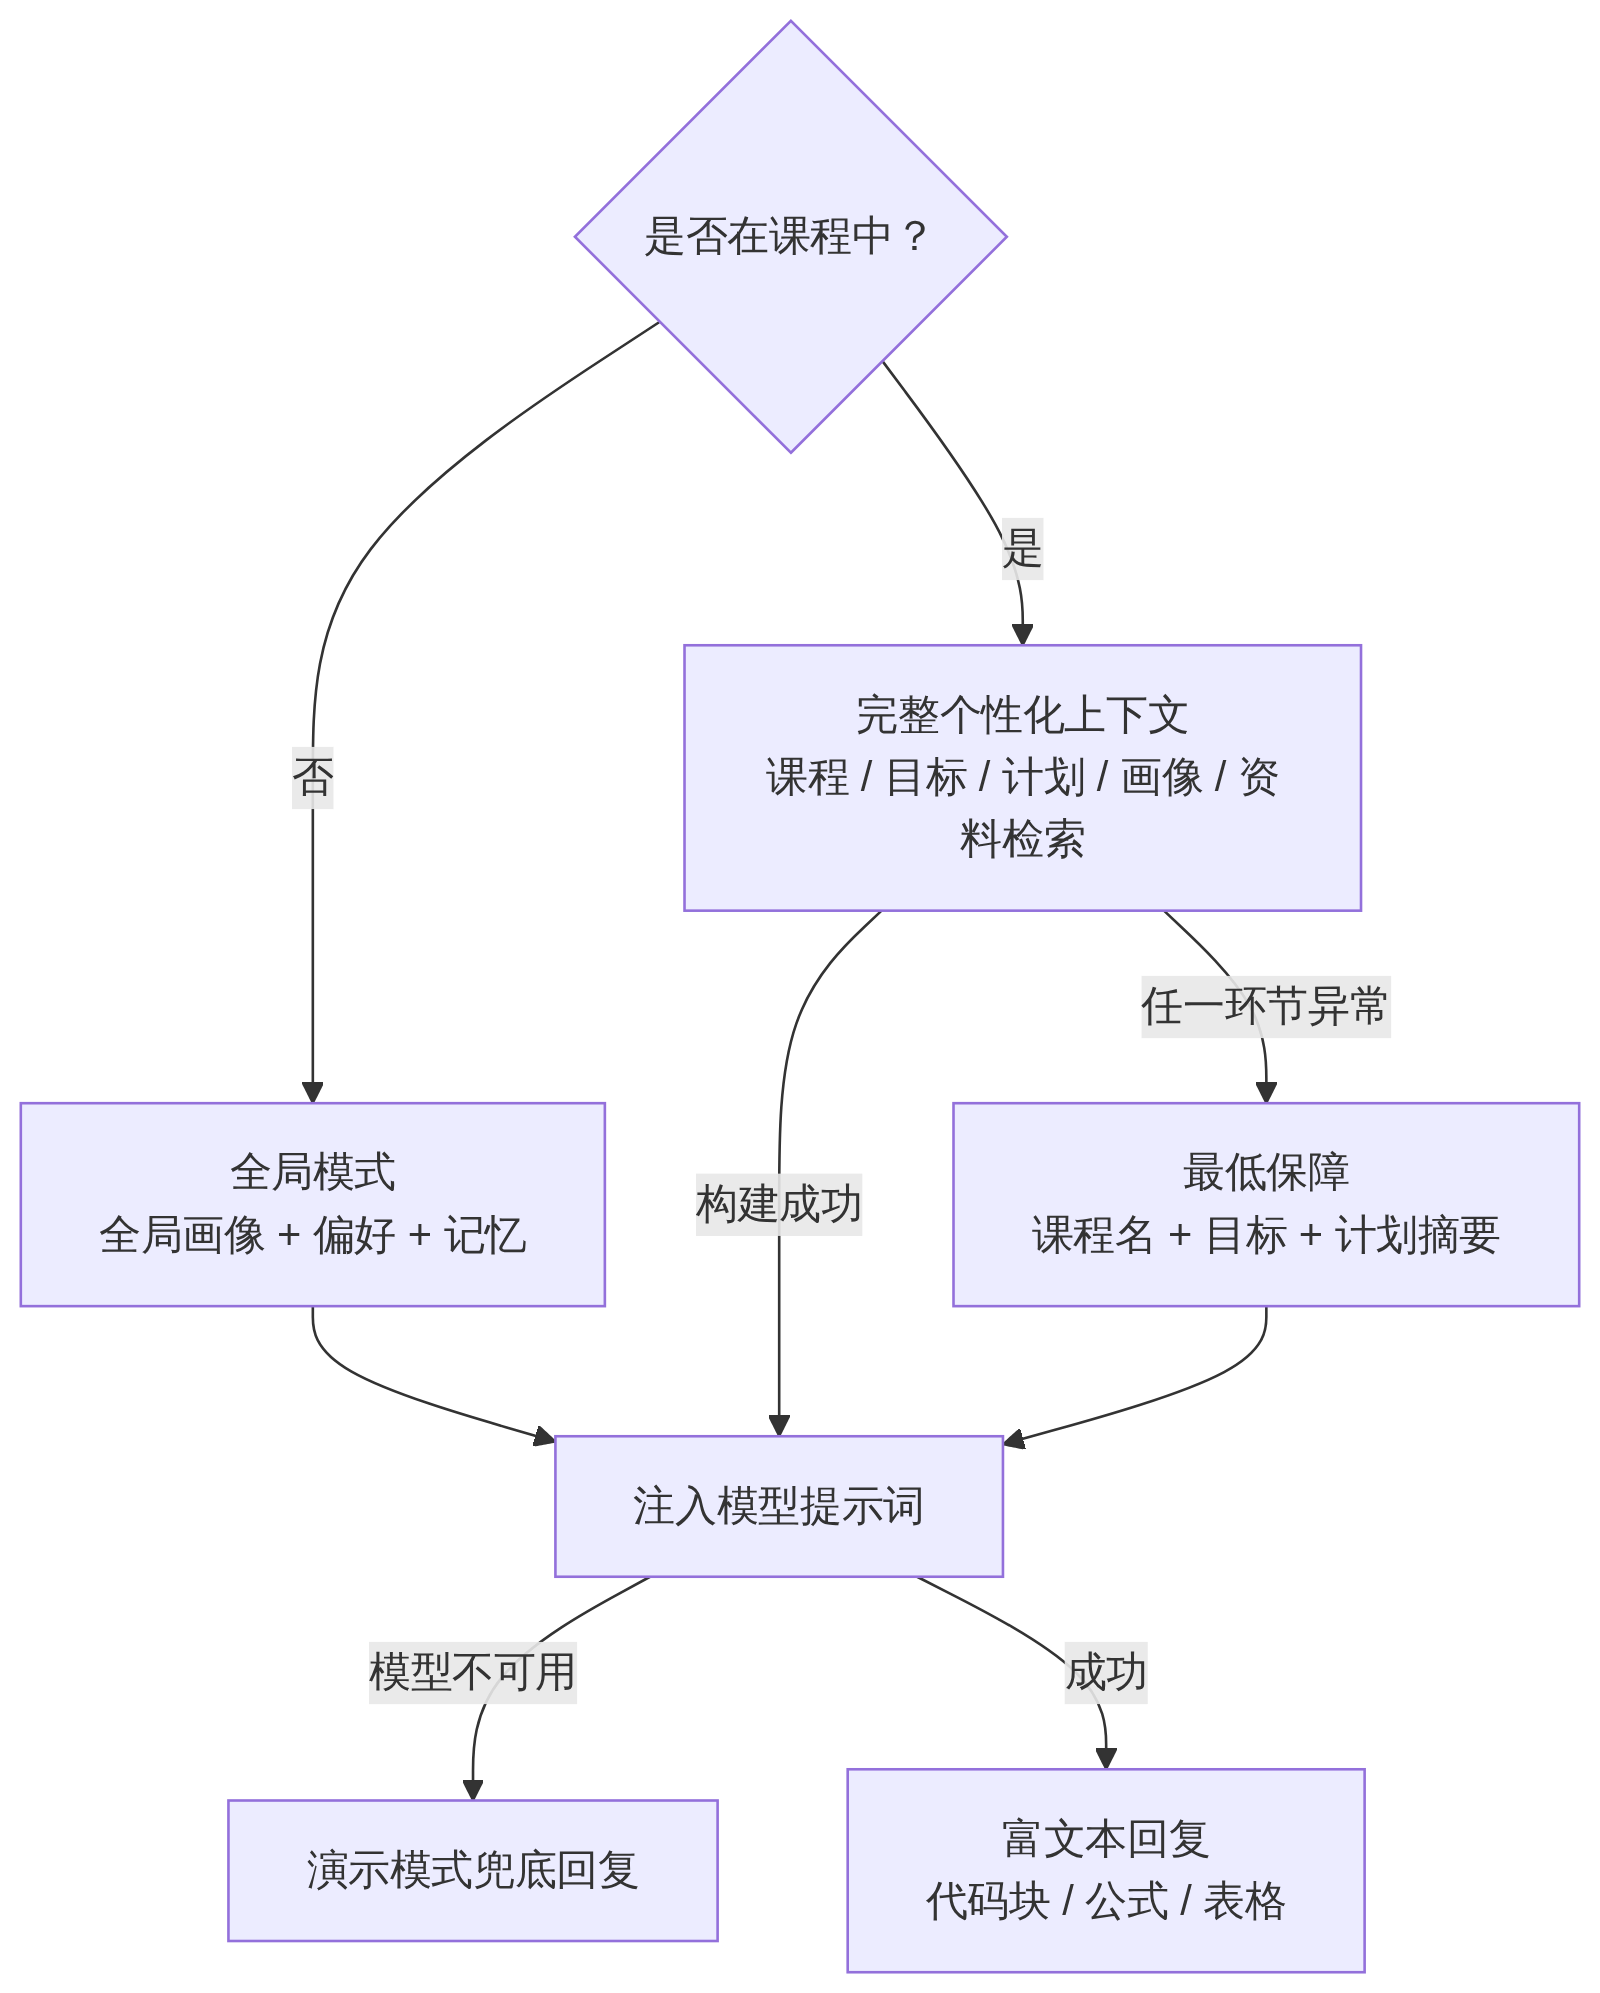 是否在课程中？
是
完整个性化上下文
课程 / 目标 / 计划 / 画像 / 资
料检索
否
任一环节异常
全局模式
全局画像 + 偏好 + 记忆
构建成功
最低保障
课程名 + 目标 + 计划摘要
注入模型提示词
模型不可用
成功
演示模式兜底回复
富文本回复
代码块 / 公式 / 表格